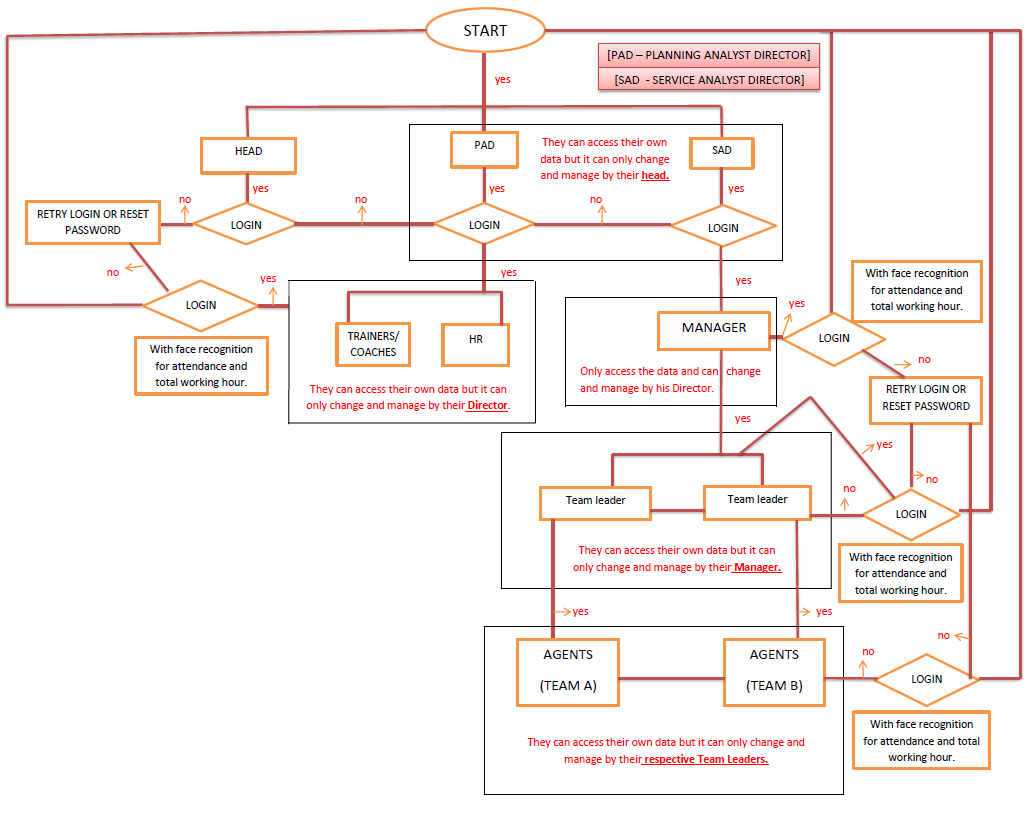 START
[PAD – PLANNING ANALYST DIRECTOR]
[SAD - SERVICE ANALYST DIRECTOR]
yes
HEAD
PAD
They can access their own
data but it can only change
and manage by their head.
SAD
yes
yes
yes
no
no
no
RETRY LOGIN OR RESET
PASSWORD
LOGIN
LOGIN
LOGIN
no
yes
yes
yes
LOGIN
With face recognition
for attendance and
total working hour.
TRAINERS/
COACHES
HR
They can access their own data but it can
only change and manage by their Director.
MANAGER
Only access the data and can change
and manage by his Director.
yes
LOGIN
With face recognition
for attendance and
total working hour.
no
RETRY LOGIN OR
RESET PASSWORD
yes
yes
no
no
Team leader
Team leader
LOGIN
They can access their own data but it can
only change and manage by their Manager.
With face recognition
for attendance and
total working hour.
yes
yes
no
no
AGENTS
(TEAM A)
AGENTS
(TEAM B)
LOGIN
With face recognition
for attendance and total
working hour.
They can access their own data but it can only change and
manage by their respective Team Leaders.